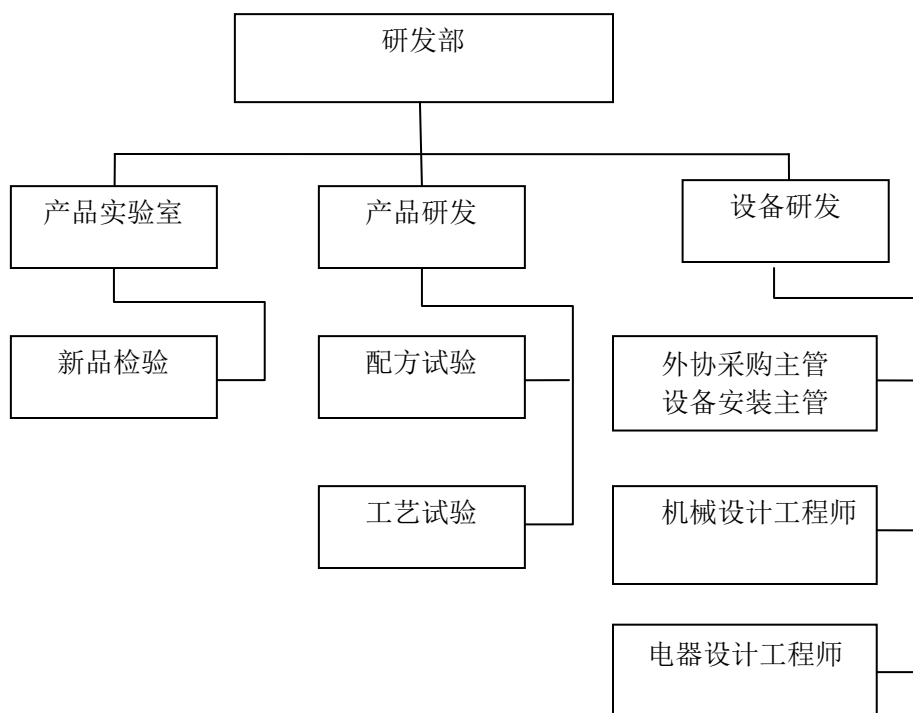 研发部
产品实验室
产品研发
设备研发
新品检验
配方试验
外协采购主管
设备安装主管
工艺试验
机械设计工程师
电器设计工程师